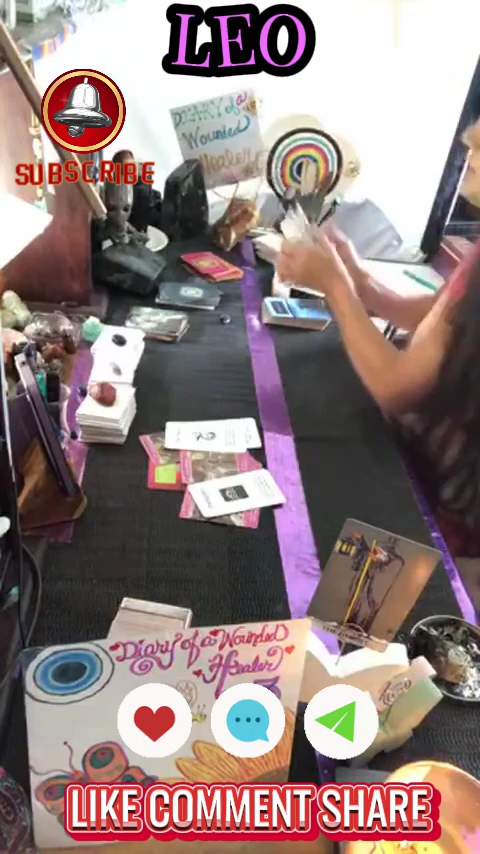 LEO
SUBSCRIBE
DIARY of a
Wounded
Healer
Diary of a Wounded
Healer
LIKE COMMENT SHARE